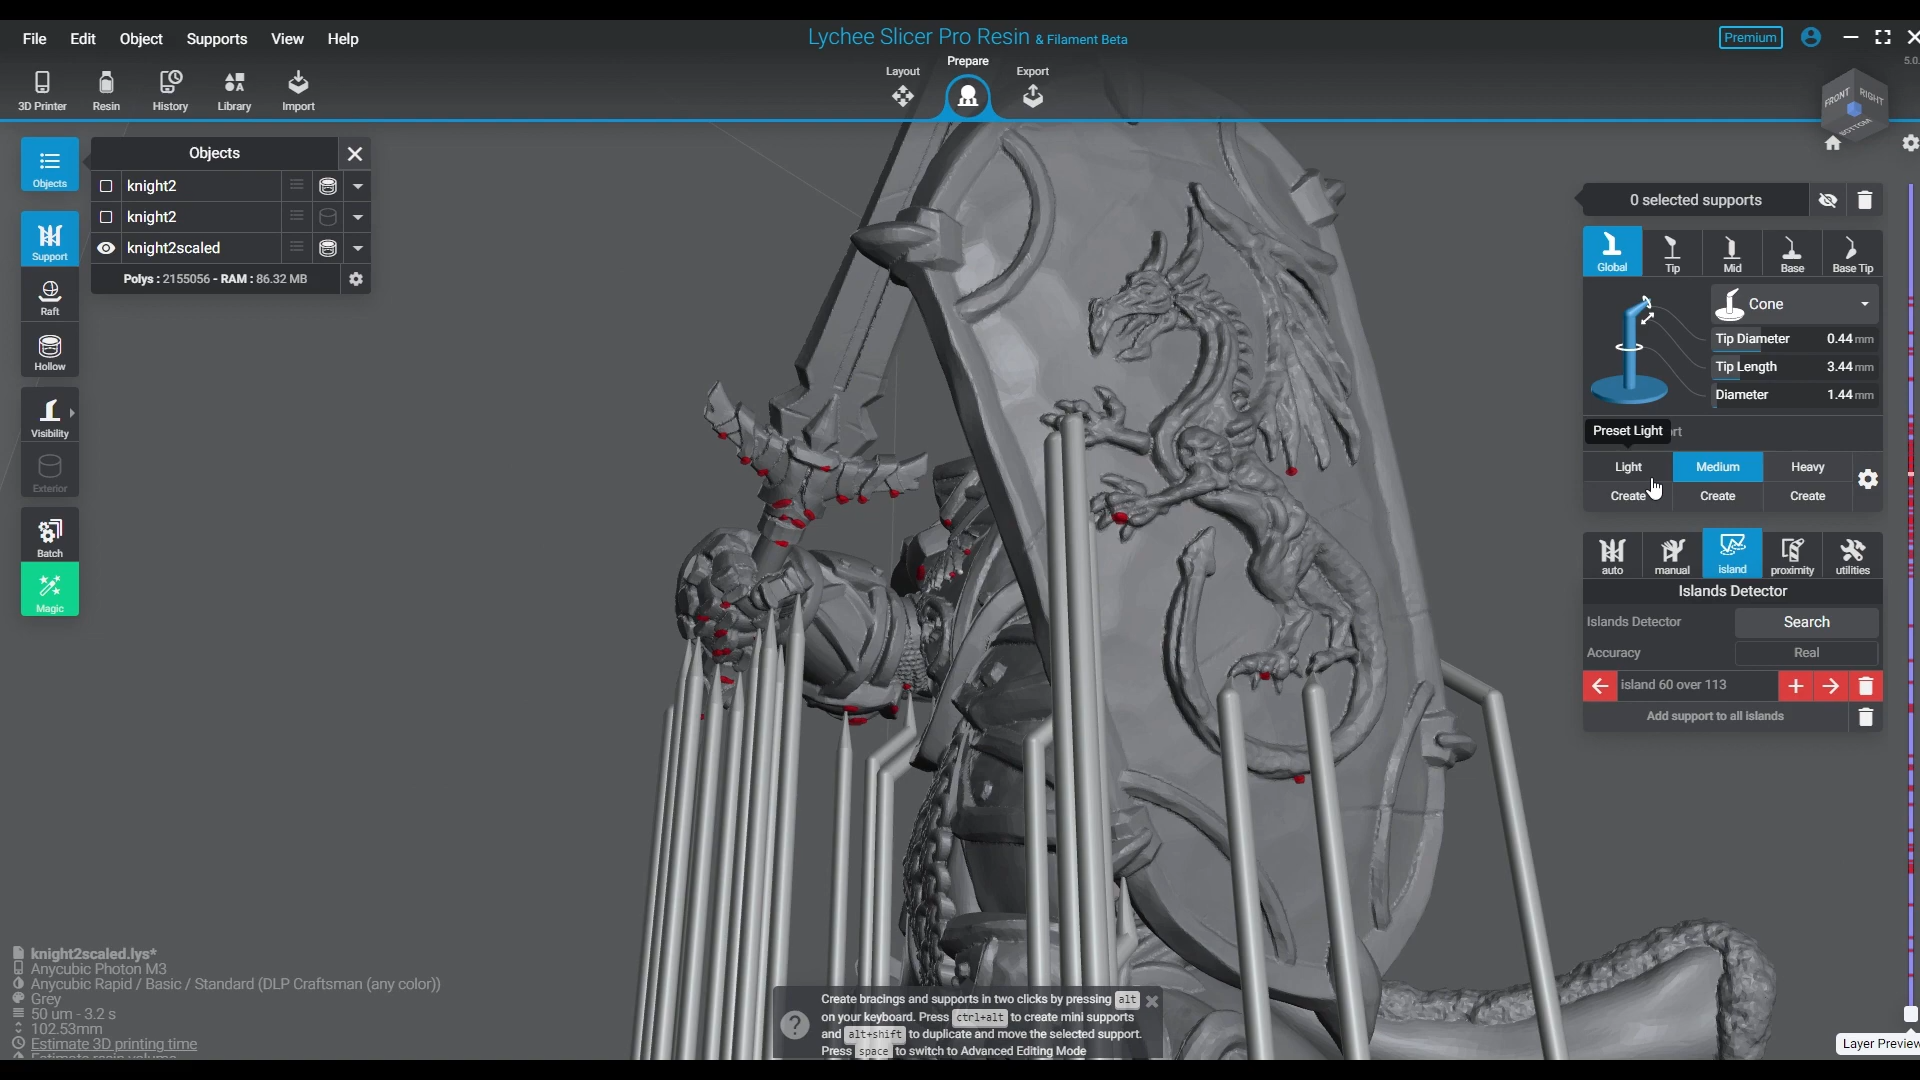 File Edit Object Supports View Help
Lychee Slicer Pro Resin & Filament Beta
Premium
5.0.
3D Printer Resin History Library Import
Layout Prepare Export
FRONT RIGHT BOTTOM
Objects
Objects
knight2
knight2
knight2scaled
Polys : 2155056 - RAM : 86.32 MB
Support
Raft
Hollow
Visibility
Exterior
Batch
Magic
0 selected supports
Global Tip Mid Base Base Tip
Cone
Tip Diameter 0.44 mm
Tip Length 3.44 mm
Diameter 1.44 mm
Preset Light
Light Medium Heavy
Create Create Create
auto manual island proximity utilities
Islands Detector
Islands Detector Search
Accuracy Real
island 60 over 113
Add support to all islands
knight2scaled.lys*
Anycubic Photon M3
Anycubic Rapid / Basic / Standard (DLP Craftsman (any color))
Grey
50 um - 3.2 s
102.53mm
Estimate 3D printing time
Estimate resin volume
Create bracings and supports in two clicks by pressing alt
on your keyboard. Press ctrl+alt to create mini supports
and alt+shift to duplicate and move the selected support.
Press space to switch to Advanced Editing Mode
Layer Preview